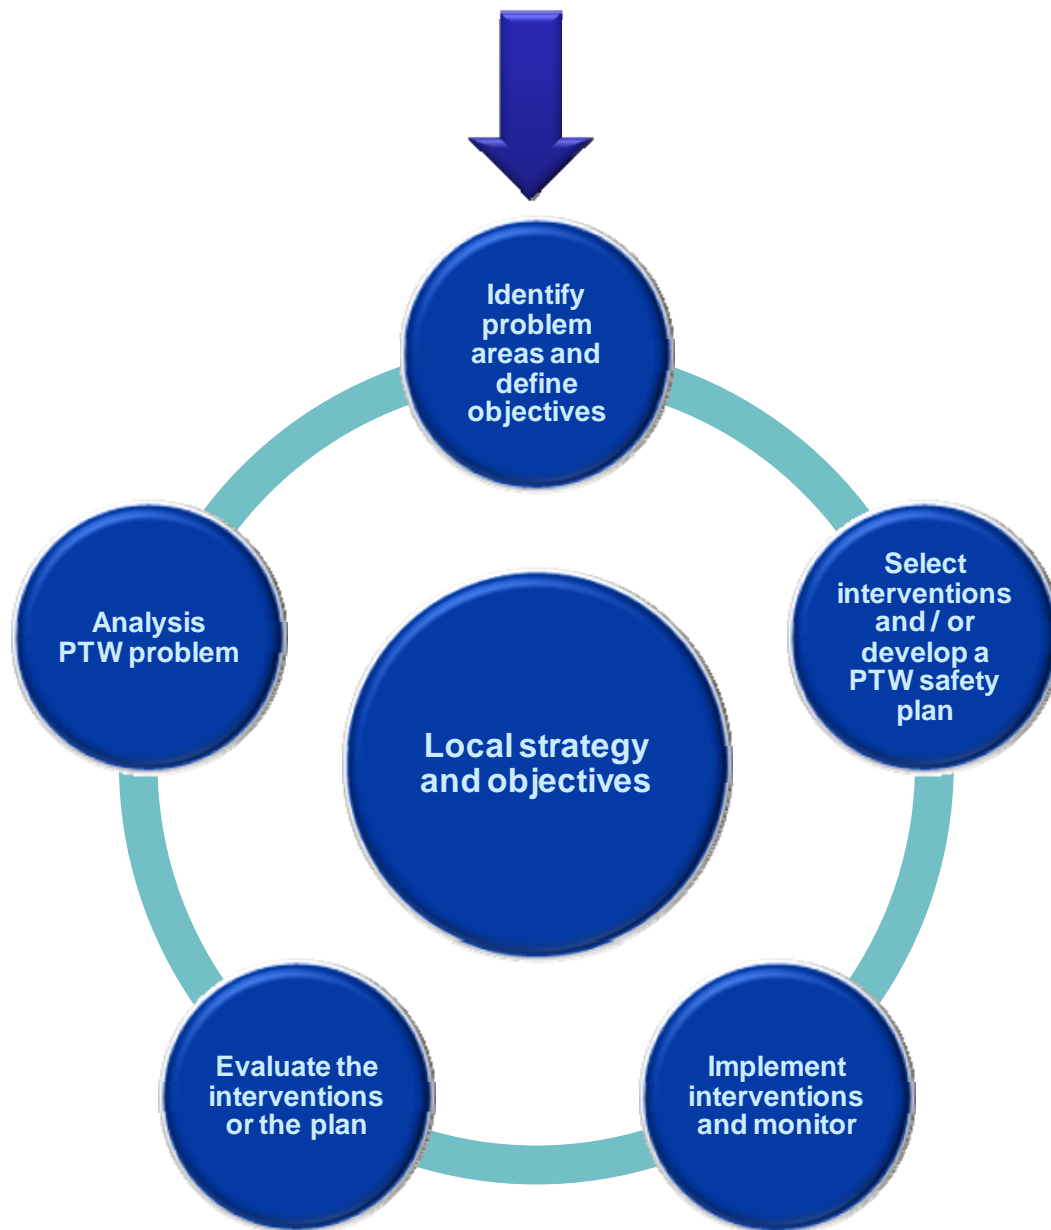 Identify
problem
areas and
define
objectives
Select
interventions
and / or
develop a
PTW safety
plan
Implement
interventions
and monitor
Evaluate the
interventions
or the plan
Analysis
PTW problem
Local strategy
and objectives